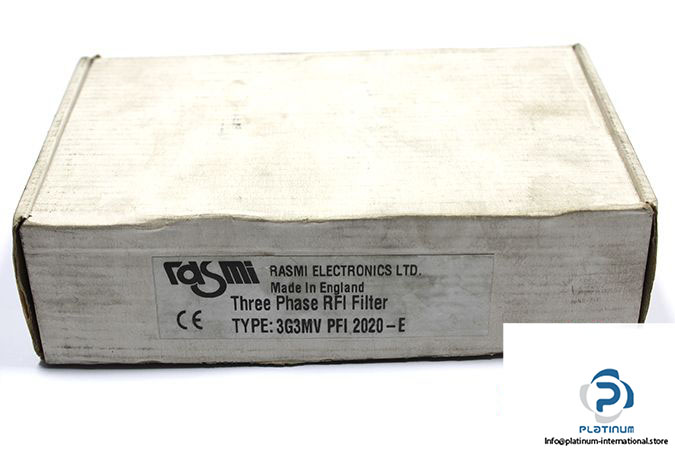 rasmi
RASMI ELECTRONICS LTD.
Made in England
Three Phase RFI Filter
CE TYPE: 3G3MV PFI 2020-E
P
PLATINUM
Info@platinum-international.store